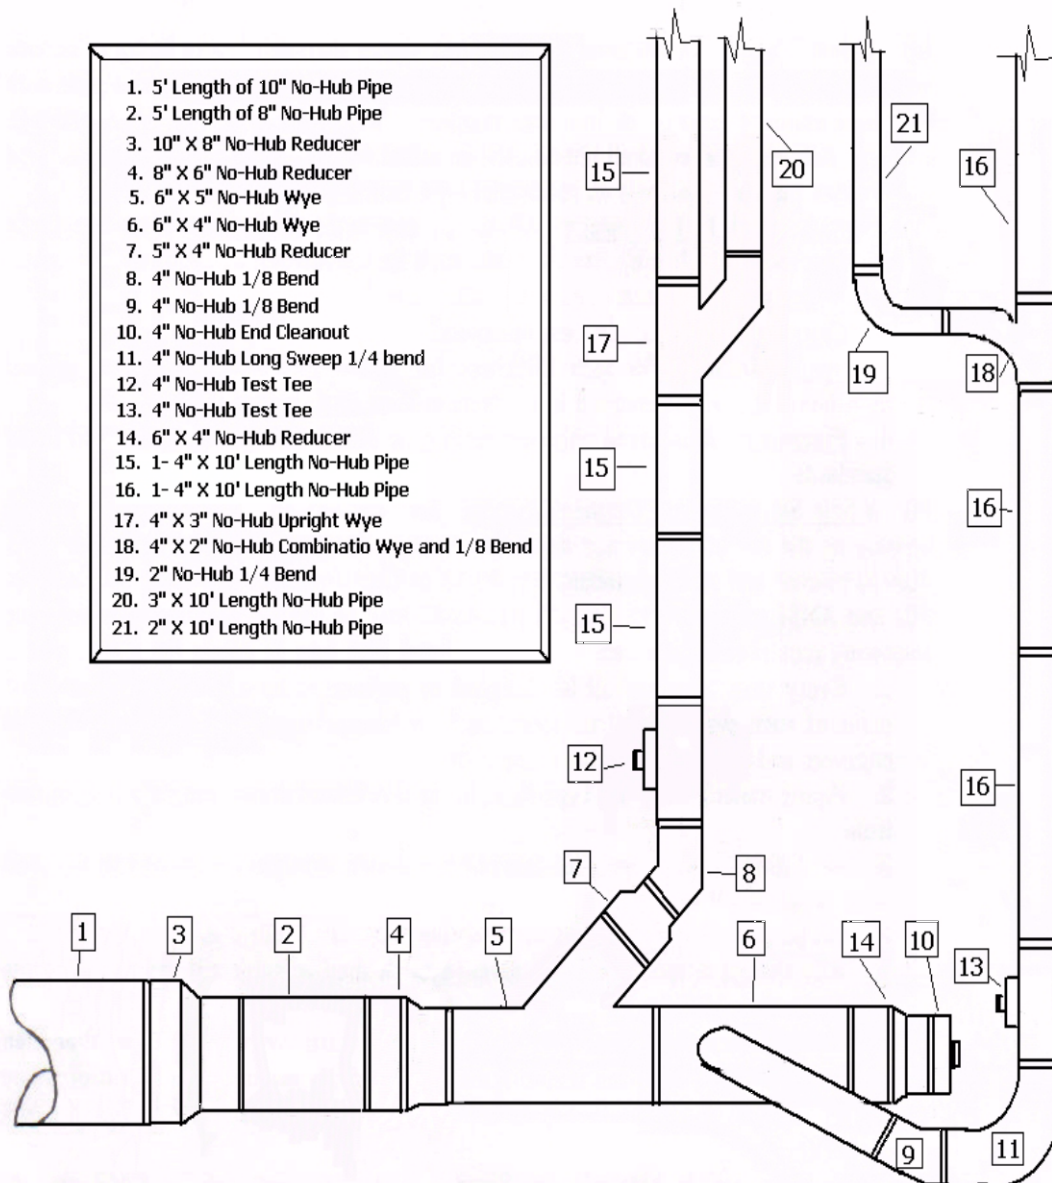 1. 5' Length of 10" No-Hub Pipe
2. 5' Length of 8" No-Hub Pipe
3. 10" X 8" No-Hub Reducer
4. 8" X 6" No-Hub Reducer
5. 6" X 5" No-Hub Wye
6. 6" X 4" No-Hub Wye
7. 5" X 4" No-Hub Reducer
8. 4" No-Hub 1/8 Bend
9. 4" No-Hub 1/8 Bend
10. 4" No-Hub End Cleanout
11. 4" No-Hub Long Sweep 1/4 bend
12. 4" No-Hub Test Tee
13. 4" No-Hub Test Tee
14. 6" X 4" No-Hub Reducer
15. 1- 4" X 10' Length No-Hub Pipe
16. 1- 4" X 10' Length No-Hub Pipe
17. 4" X 3" No-Hub Upright Wye
18. 4" X 2" No-Hub Combinatio Wye and 1/8 Bend
19. 2" No-Hub 1/4 Bend
20. 3" X 10' Length No-Hub Pipe
21. 2" X 10' Length No-Hub Pipe
21
15
20
16
17
19
18
15
16
15
12
16
7
8
1
3
2
4
5
6
14
10
13
9
11